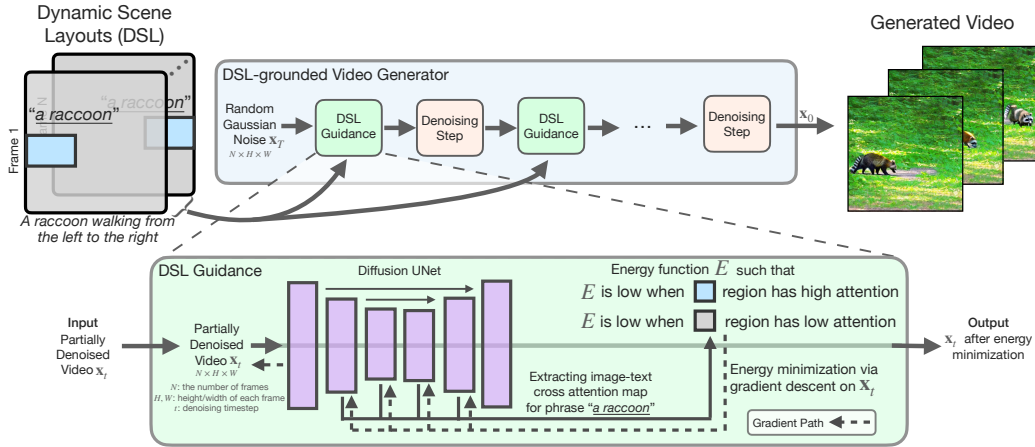 Dynamic Scene
Layouts (DSL)
Frame 1
"a raccoon"
"a raccoon"
A raccoon walking from
the left to the right
DSL-grounded Video Generator
Random
Gaussian
Noise x_T
N × H × W
DSL
Guidance
Denoising
Step
DSL
Guidance
...
Denoising
Step
x_0
Generated Video
DSL Guidance
Input
Partially
Denoised
Video x_t
Partially
Denoised
Video x_t
N × H × W
N: the number of frames
H, W: height/width of each frame
t: denoising timestep
Diffusion UNet
Extracting image-text
cross attention map
for phrase "a raccoon"
Energy function E such that
E is low when region has high attention
E is low when region has low attention
Energy minimization via
gradient descent on x_t
Gradient Path
Output
x_t after energy
minimization